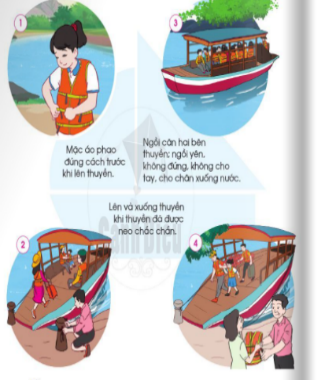 1
3
Mặc áo phao
đúng cách trước
khi lên thuyền.
Ngồi cân hai bên
thuyền; ngồi yên,
không đứng, không cho
tay, cho chân xuống nước.
Lên và xuống thuyền
khi thuyền đã được
neo chắc chắn.
Cánh Diều
2
4